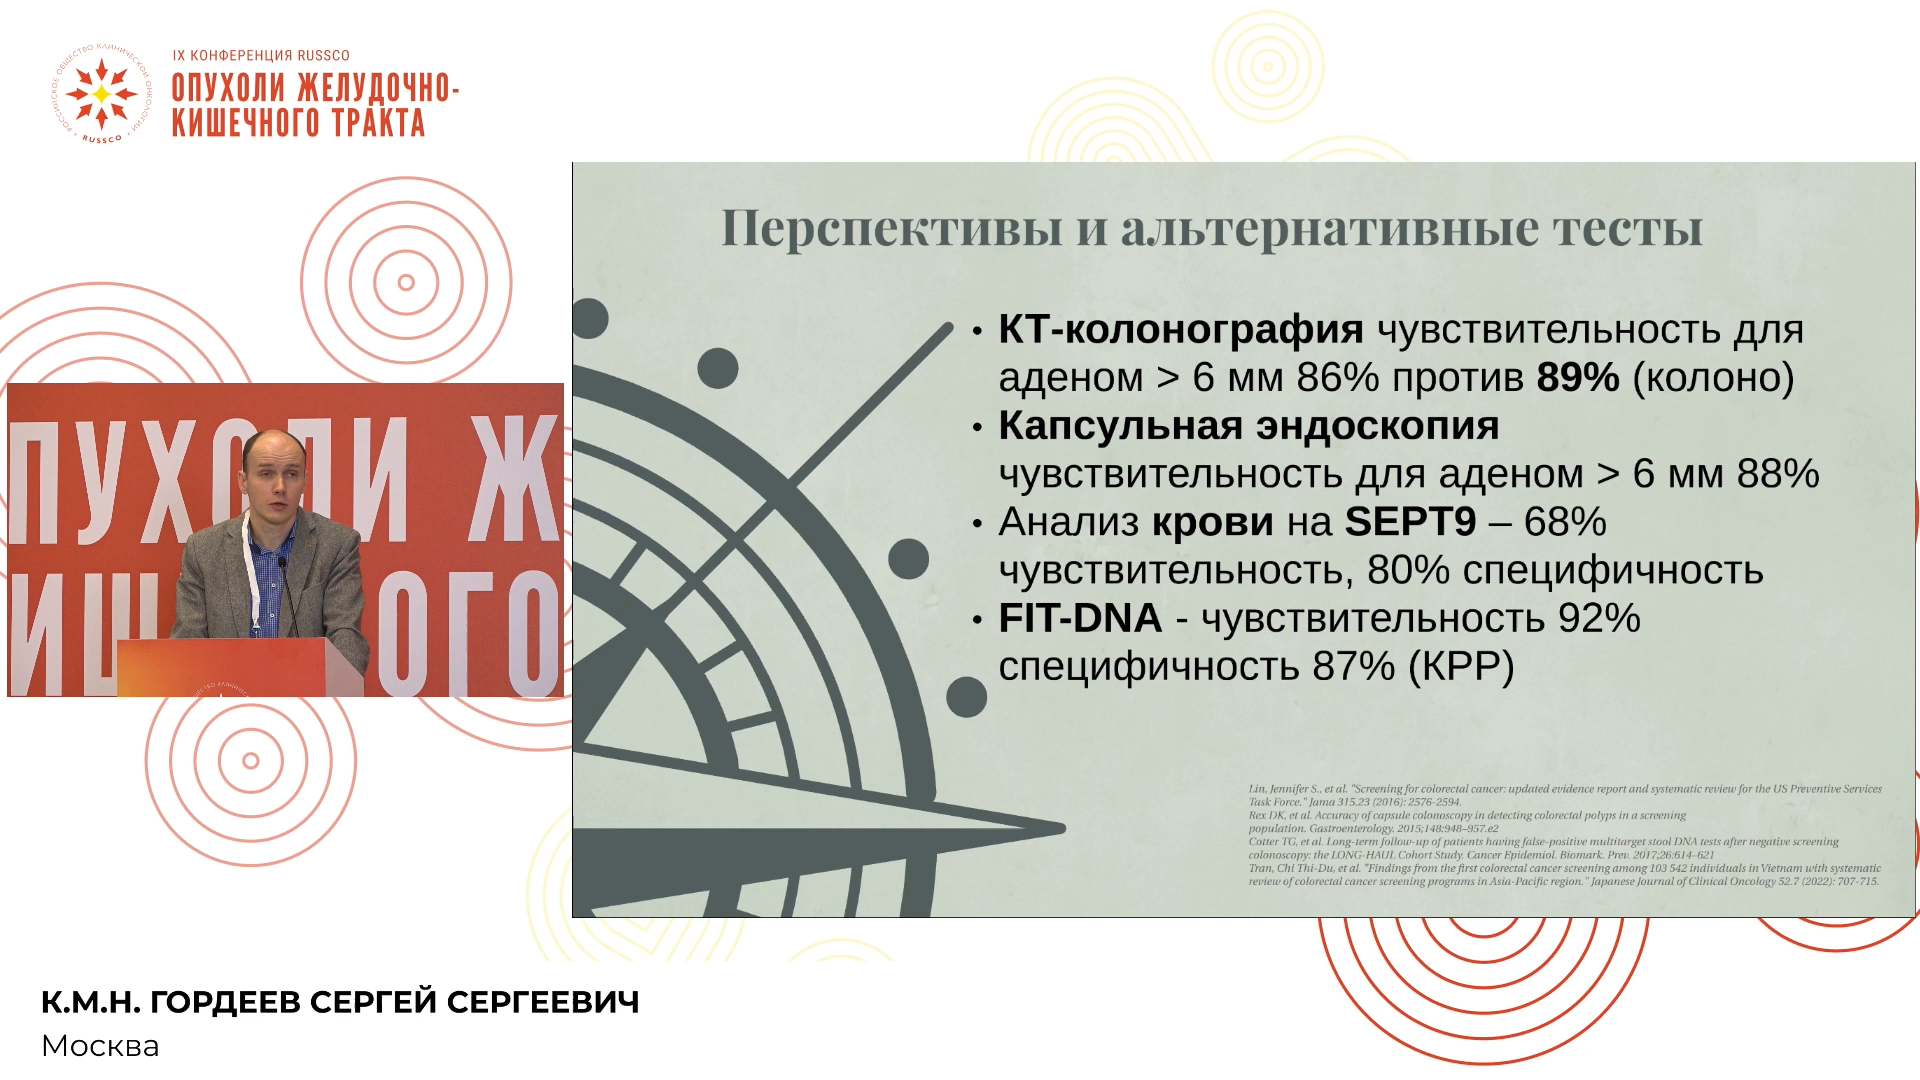 IX КОНФЕРЕНЦИЯ RUSSCO
ОПУХОЛИ ЖЕЛУДОЧНО-
КИШЕЧНОГО ТРАКТА
РОССИЙСКОЕ ОБЩЕСТВО КЛИНИЧЕСКОЙ ОНКОЛОГИИ
RUSSCO
Перспективы и альтернативные тесты
• КТ-колонография чувствительность для
аденом > 6 мм 86% против 89% (колоно)
• Капсульная эндоскопия
чувствительность для аденом > 6 мм 88%
• Анализ крови на SEPT9 – 68%
чувствительность, 80% специфичность
• FIT-DNA - чувствительность 92%
специфичность 87% (КРР)
Lin, Jennifer S., et al. "Screening for colorectal cancer: updated evidence report and systematic review for the US Preventive Services
Task Force." Jama 315.23 (2016): 2576-2594.
Rex DK, et al. Accuracy of capsule colonoscopy in detecting colorectal polyps in a screening
population. Gastroenterology. 2015;148:948–957.e2
Cotter TG, et al. Long-term follow-up of patients having false-positive multitarget stool DNA tests after negative screening
colonoscopy: the LONG-HAUL Cohort Study. Cancer Epidemiol. Biomark. Prev. 2017;26:614–621
Tran, Chi Thi-Du, et al. "Findings from the first colorectal cancer screening among 103 542 individuals in Vietnam with systematic
review of colorectal cancer screening programs in Asia-Pacific region." Japanese Journal of Clinical Oncology 52.7 (2022): 707-715.
ПУХОЛИ Ж
ИШ ОГО
К.М.Н. ГОРДЕЕВ СЕРГЕЙ СЕРГЕЕВИЧ
Москва